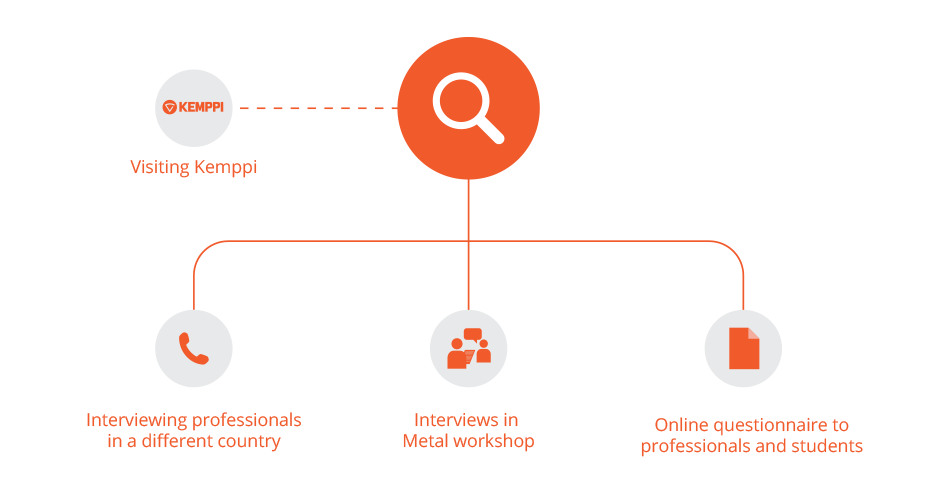 KEMPPI
Visiting Kemppi
Interviewing professionals
in a different country
Interviews in
Metal workshop
Online questionnaire to
professionals and students